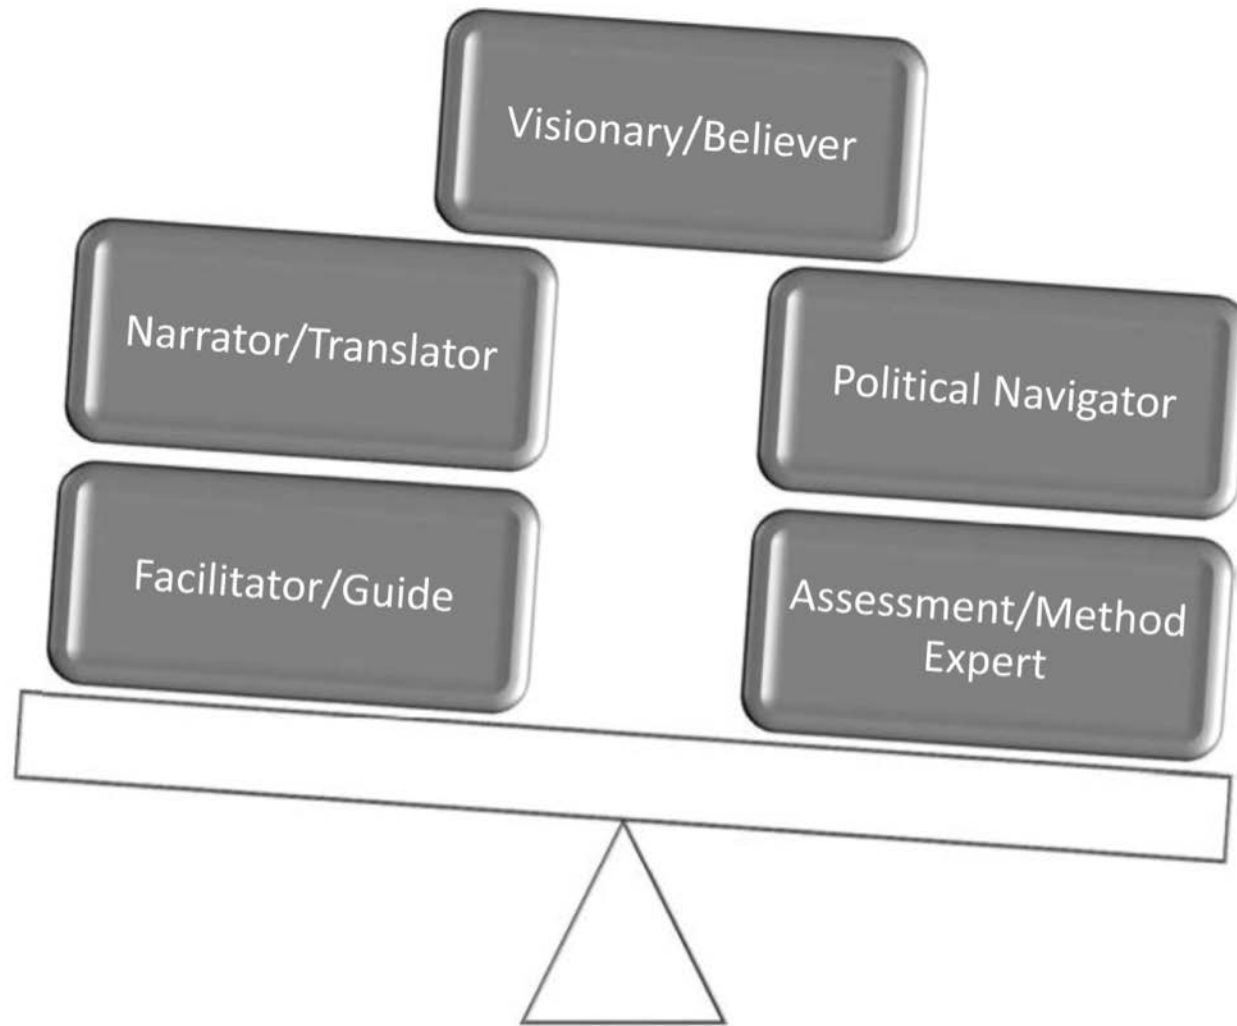 Visionary/Believer
Narrator/Translator
Political Navigator
Facilitator/Guide
Assessment/Method
Expert